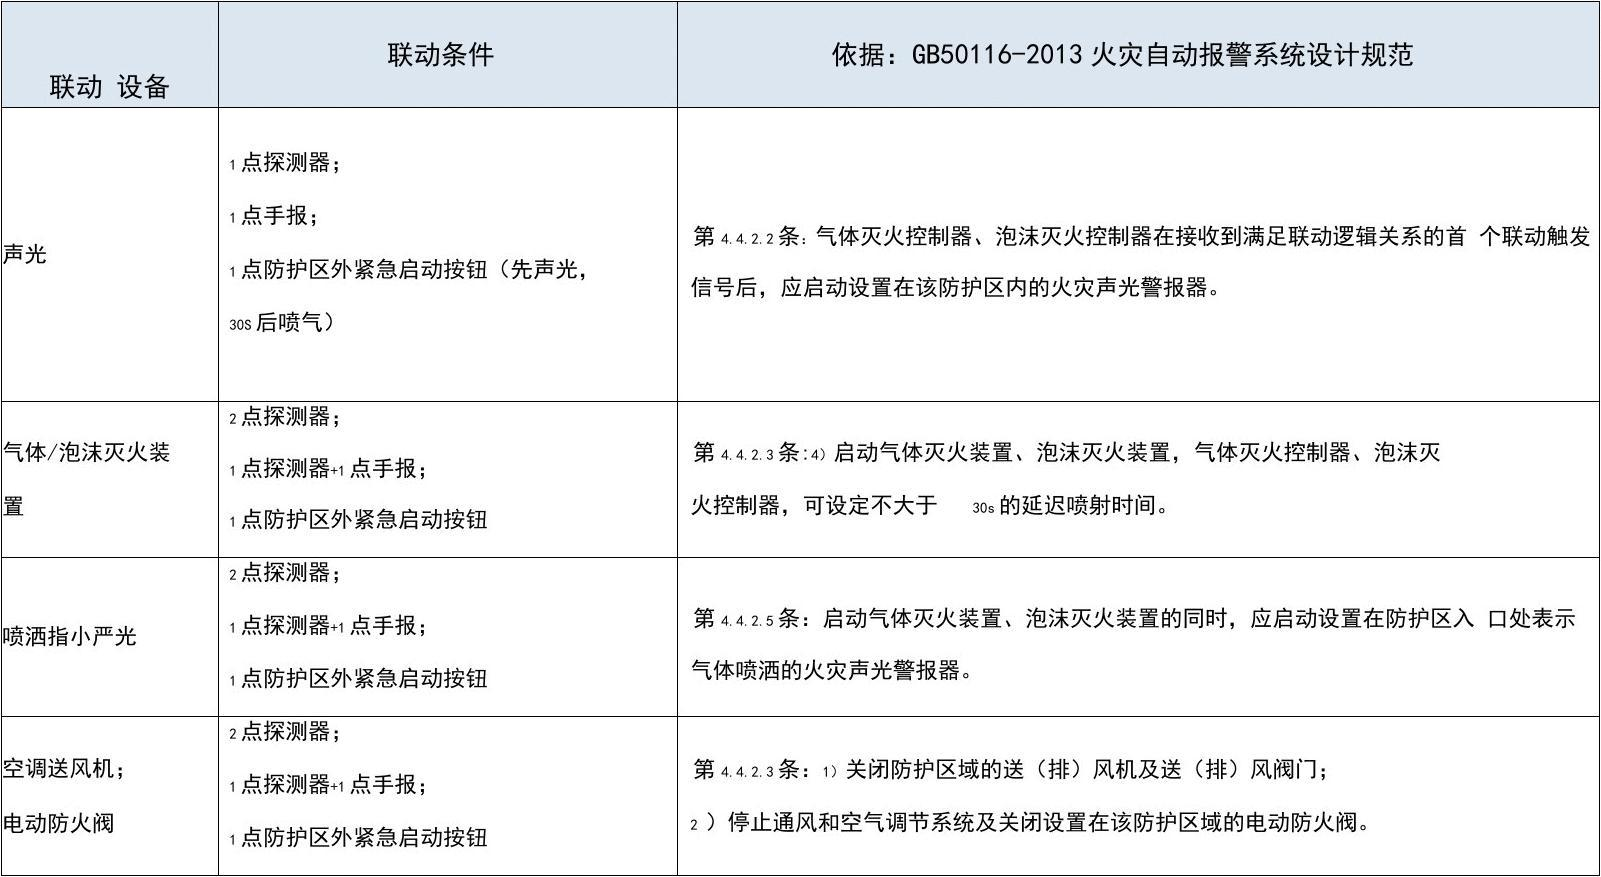 联动 设备
联动条件
依据：GB50116-2013 火灾自动报警系统设计规范
声光
1 点探测器；
1 点手报；
1 点防护区外紧急启动按钮（先声光，
30S 后喷气）
第 4.4.2.2 条：气体灭火控制器、泡沫灭火控制器在接收到满足联动逻辑关系的首 个联动触发
信号后，应启动设置在该防护区内的火灾声光警报器。
气体/泡沫灭火装
置
2 点探测器；
1 点探测器+1 点手报；
1 点防护区外紧急启动按钮
第 4.4.2.3 条：4）启动气体灭火装置、泡沫灭火装置，气体灭火控制器、泡沫灭
火控制器，可设定不大于 30s 的延迟喷射时间。
喷洒指小严光
2 点探测器；
1 点探测器+1 点手报；
1 点防护区外紧急启动按钮
第 4.4.2.5 条：启动气体灭火装置、泡沫灭火装置的同时，应启动设置在防护区入 口处表示
气体喷洒的火灾声光警报器。
空调送风机；
电动防火阀
2 点探测器；
1 点探测器+1 点手报；
1 点防护区外紧急启动按钮
第 4.4.2.3 条：1）关闭防护区域的送（排）风机及送（排）风阀门；
2 ）停止通风和空气调节系统及关闭设置在该防护区域的电动防火阀。